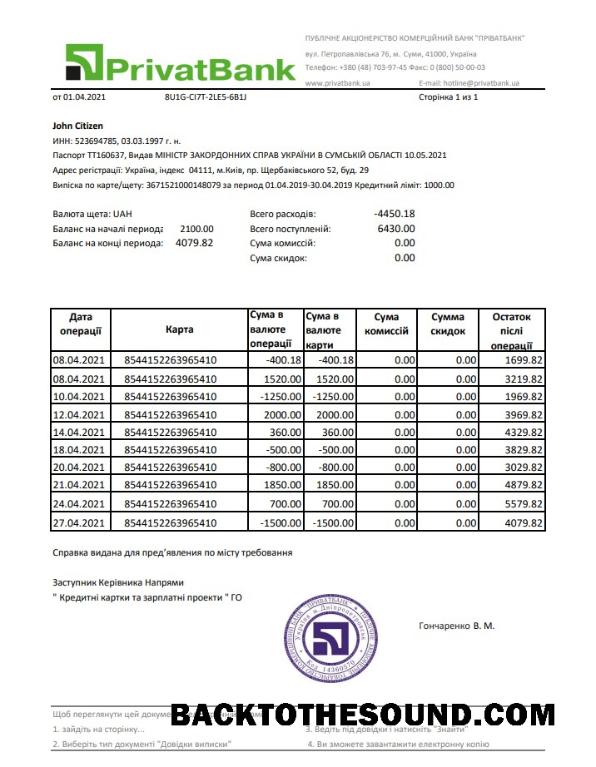 PrivatBank
ПУБЛІЧНЕ АКЦІОНЕРІСТВО КОМЕРЦІЙНИЙ БАНК "ПРІВАТБАНК"
вул. Петропавлівська 76, м. Суми, 41000, Україна
Телефон: +380 (48) 703-97-45 Факс: 0 (800) 50-00-03
www.privatbank.ua E-mail: hotline@privatbank.ua
от 01.04.2021 8U1G-CI7T-2LE5-6B1J Сторінка 1 из 1
John Citizen
ИНН: 523694785, 03.03.1997 г. н.
Паспорт ТТ160637, Видав МІНІСТР ЗАКОРДОННИХ СПРАВ УКРАЇНИ В СУМСЬКІЙ ОБЛАСТІ 10.05.2021
Адрес регістрації: Україна, індекс 04111, м.Київ, пр. Щербаківського 52, буд. 29
Випіска по карте/щету: 3671521000148079 за период 01.04.2019-30.04.2019 Кредитний ліміт: 1000.00
Валюта щета: UAH Всего расходів: -4450.18
Баланс на началі периода 2100.00 Всего поступленій: 6430.00
Баланс на кінці периода: 4079.82 Сума комиссій: 0.00
Сума скидок: 0.00
Дата операції Карта Сума в валюте операції Сума в валюте карти Сума комиссій Сумма скидок Остаток після операції
08.04.2021 8544152263965410 -400.18 -400.18 0.00 0.00 1699.82
08.04.2021 8544152263965410 1520.00 1520.00 0.00 0.00 3219.82
10.04.2021 8544152263965410 -1250.00 -1250.00 0.00 0.00 1969.82
12.04.2021 8544152263965410 2000.00 2000.00 0.00 0.00 3969.82
14.04.2021 8544152263965410 360.00 360.00 0.00 0.00 4329.82
18.04.2021 8544152263965410 -500.00 -500.00 0.00 0.00 3829.82
20.04.2021 8544152263965410 -800.00 -800.00 0.00 0.00 3029.82
21.04.2021 8544152263965410 1850.00 1850.00 0.00 0.00 4879.82
24.04.2021 8544152263965410 700.00 700.00 0.00 0.00 5579.82
27.04.2021 8544152263965410 -1500.00 -1500.00 0.00 0.00 4079.82
Справка видана для пред'явлення по місту требования
Заступник Керівника Напрями
" Кредитні картки та зарплатні проекти " ГО
Гончаренко В. М.
Код 14360570
Щоб переглянути цей докум
BACKTOTHESOUND.COM
1. зайдіть на сторінку... 3. Ведіть під довідки і натисніть "Знайти"
2. Виберіть тип документі "Довідки виписки" 4. Ви зможете завантажити електронну копію